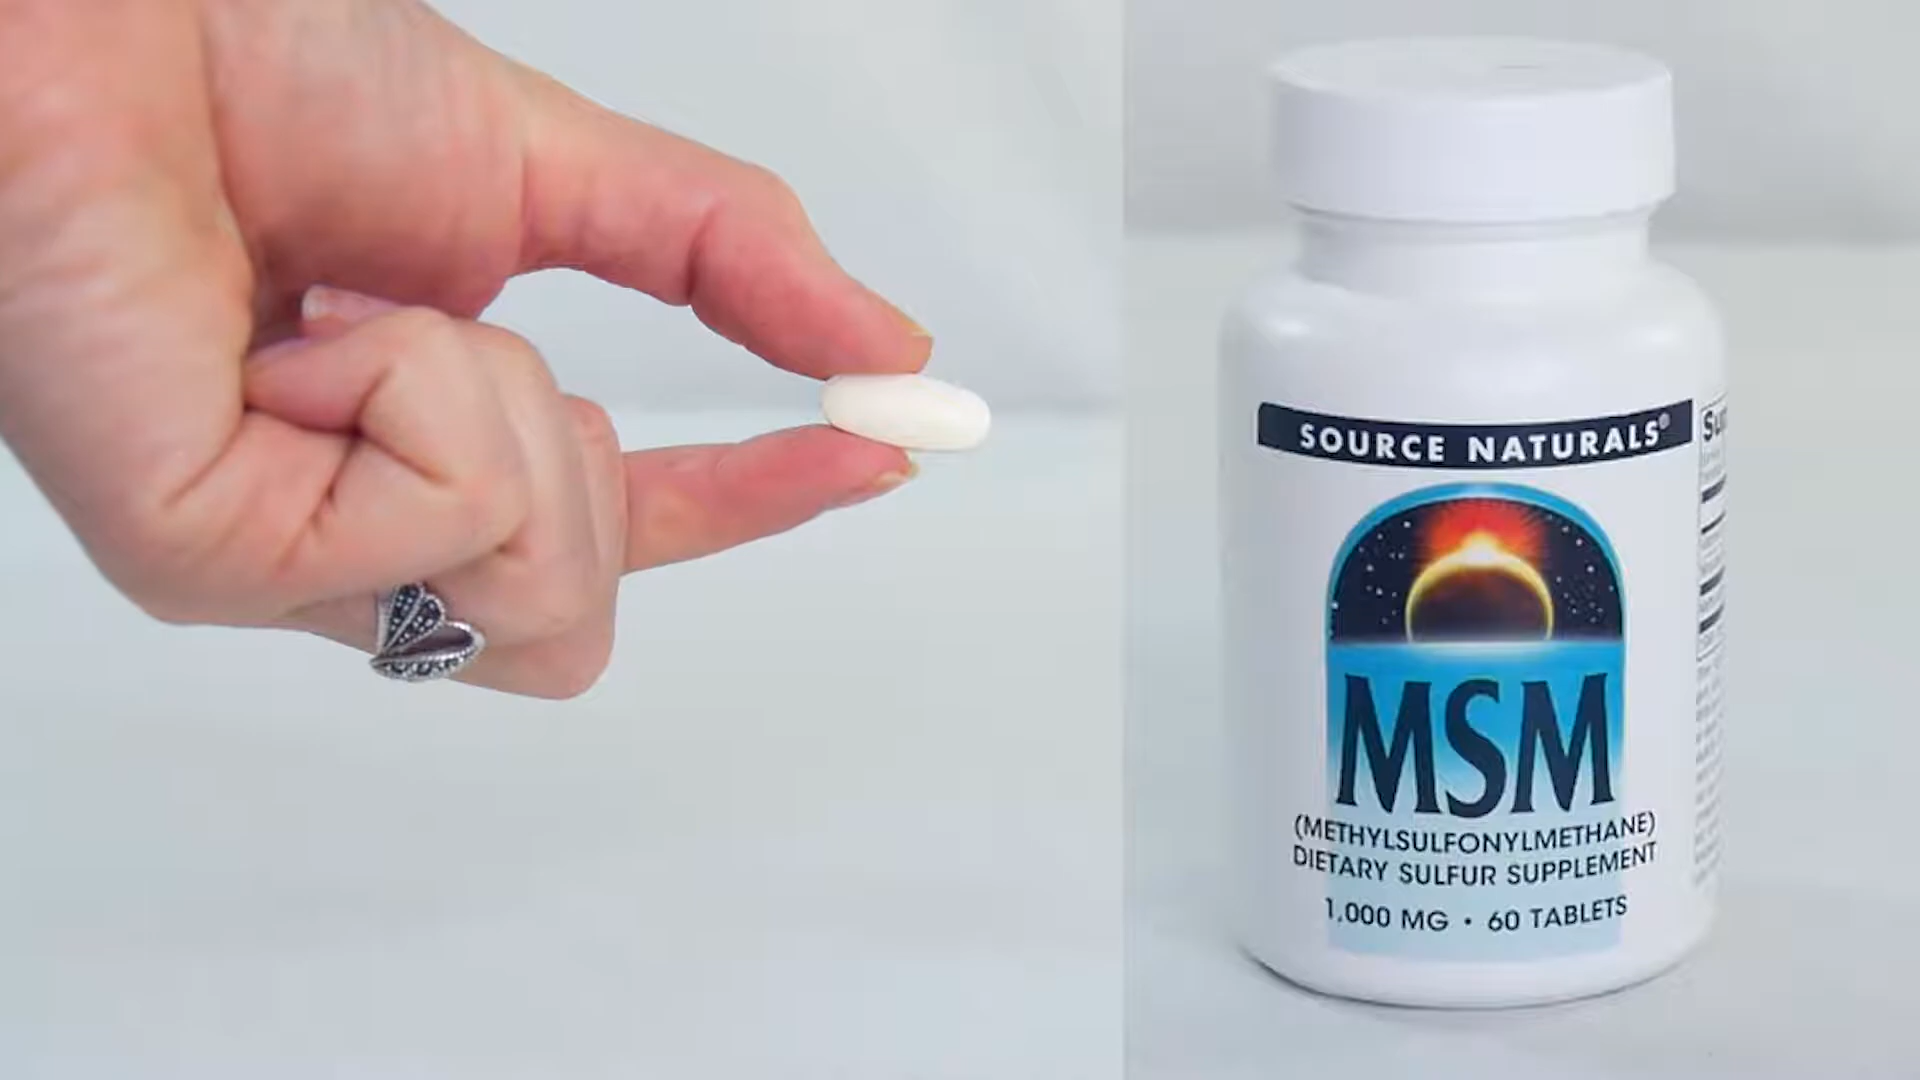 SOURCE NATURALS®
MSM
(METHYLSULFONYLMETHANE)
DIETARY SULFUR SUPPLEMENT
1,000 MG • 60 TABLETS